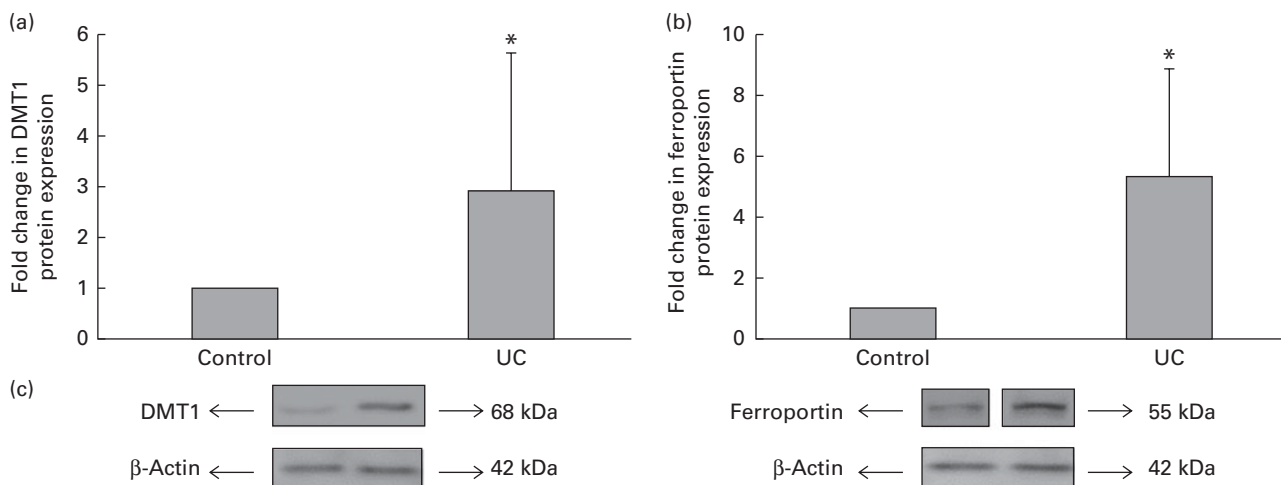 (a)
6
5
4
3
2
1
0
Fold change in DMT1
protein expression
*
Control
UC
(b)
10
8
6
4
2
0
Fold change in ferroportin
protein expression
*
Control
UC
(c)
DMT1
68 kDa
β-Actin
42 kDa
Ferroportin
55 kDa
β-Actin
42 kDa